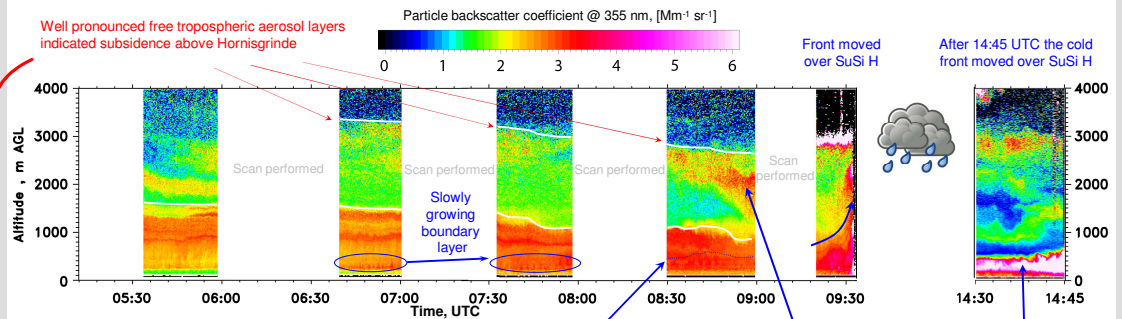 Particle backscatter coefficient @ 355 nm, [Mm⁻¹ sr⁻¹]
Well pronounced free tropospheric aerosol layers
indicated subsidence above Hornisgrinde
0 1 2 3 4 5 6
Front moved
over SuSi H
After 14:45 UTC the cold
front moved over SuSi H
4000
3000
2000
1000
0
Altitude , m AGL
Scan performed
Scan performed
Scan performed
Scan
performed
Slowly
growing
boundary
layer
4000
3000
2000
1000
0
05:30 06:00 06:30 07:00 07:30 08:00 08:30 09:00 09:30
14:30 14:45
Time, UTC